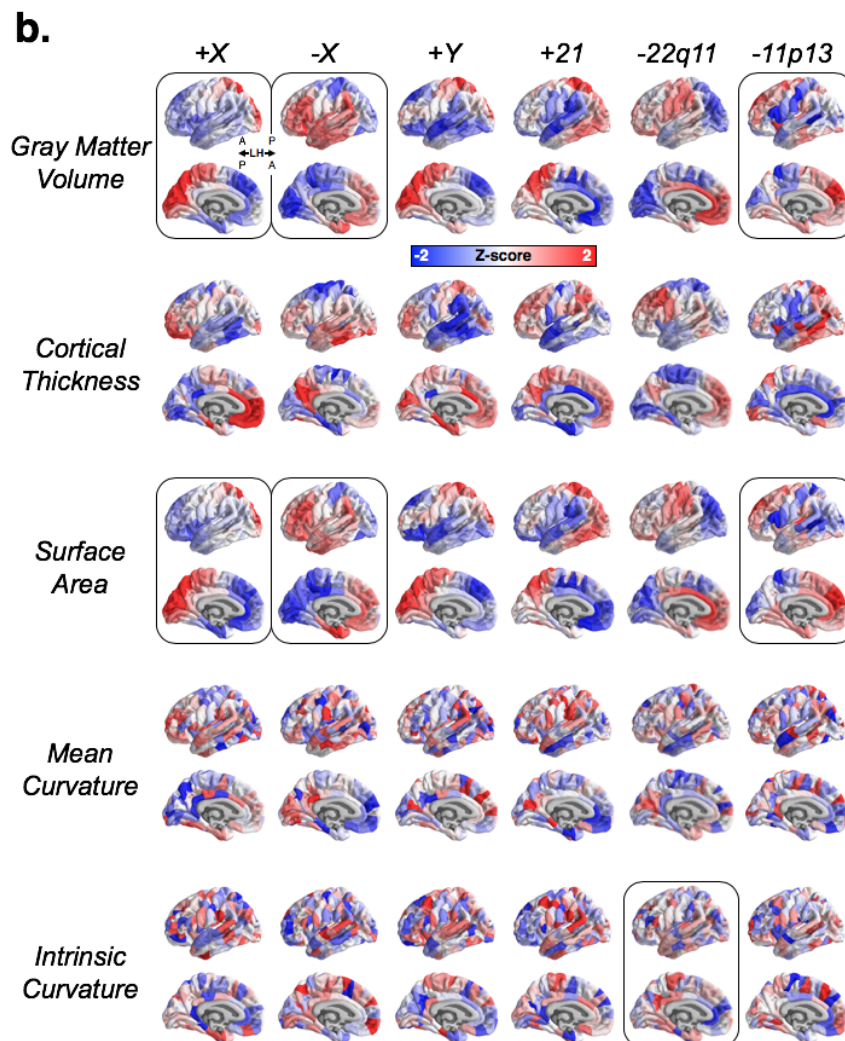 b.
+X -X +Y +21 -22q11 -11p13
Gray Matter
Volume
A P
LH
P A
-2 Z-score 2
Cortical
Thickness
Surface
Area
Mean
Curvature
Intrinsic
Curvature